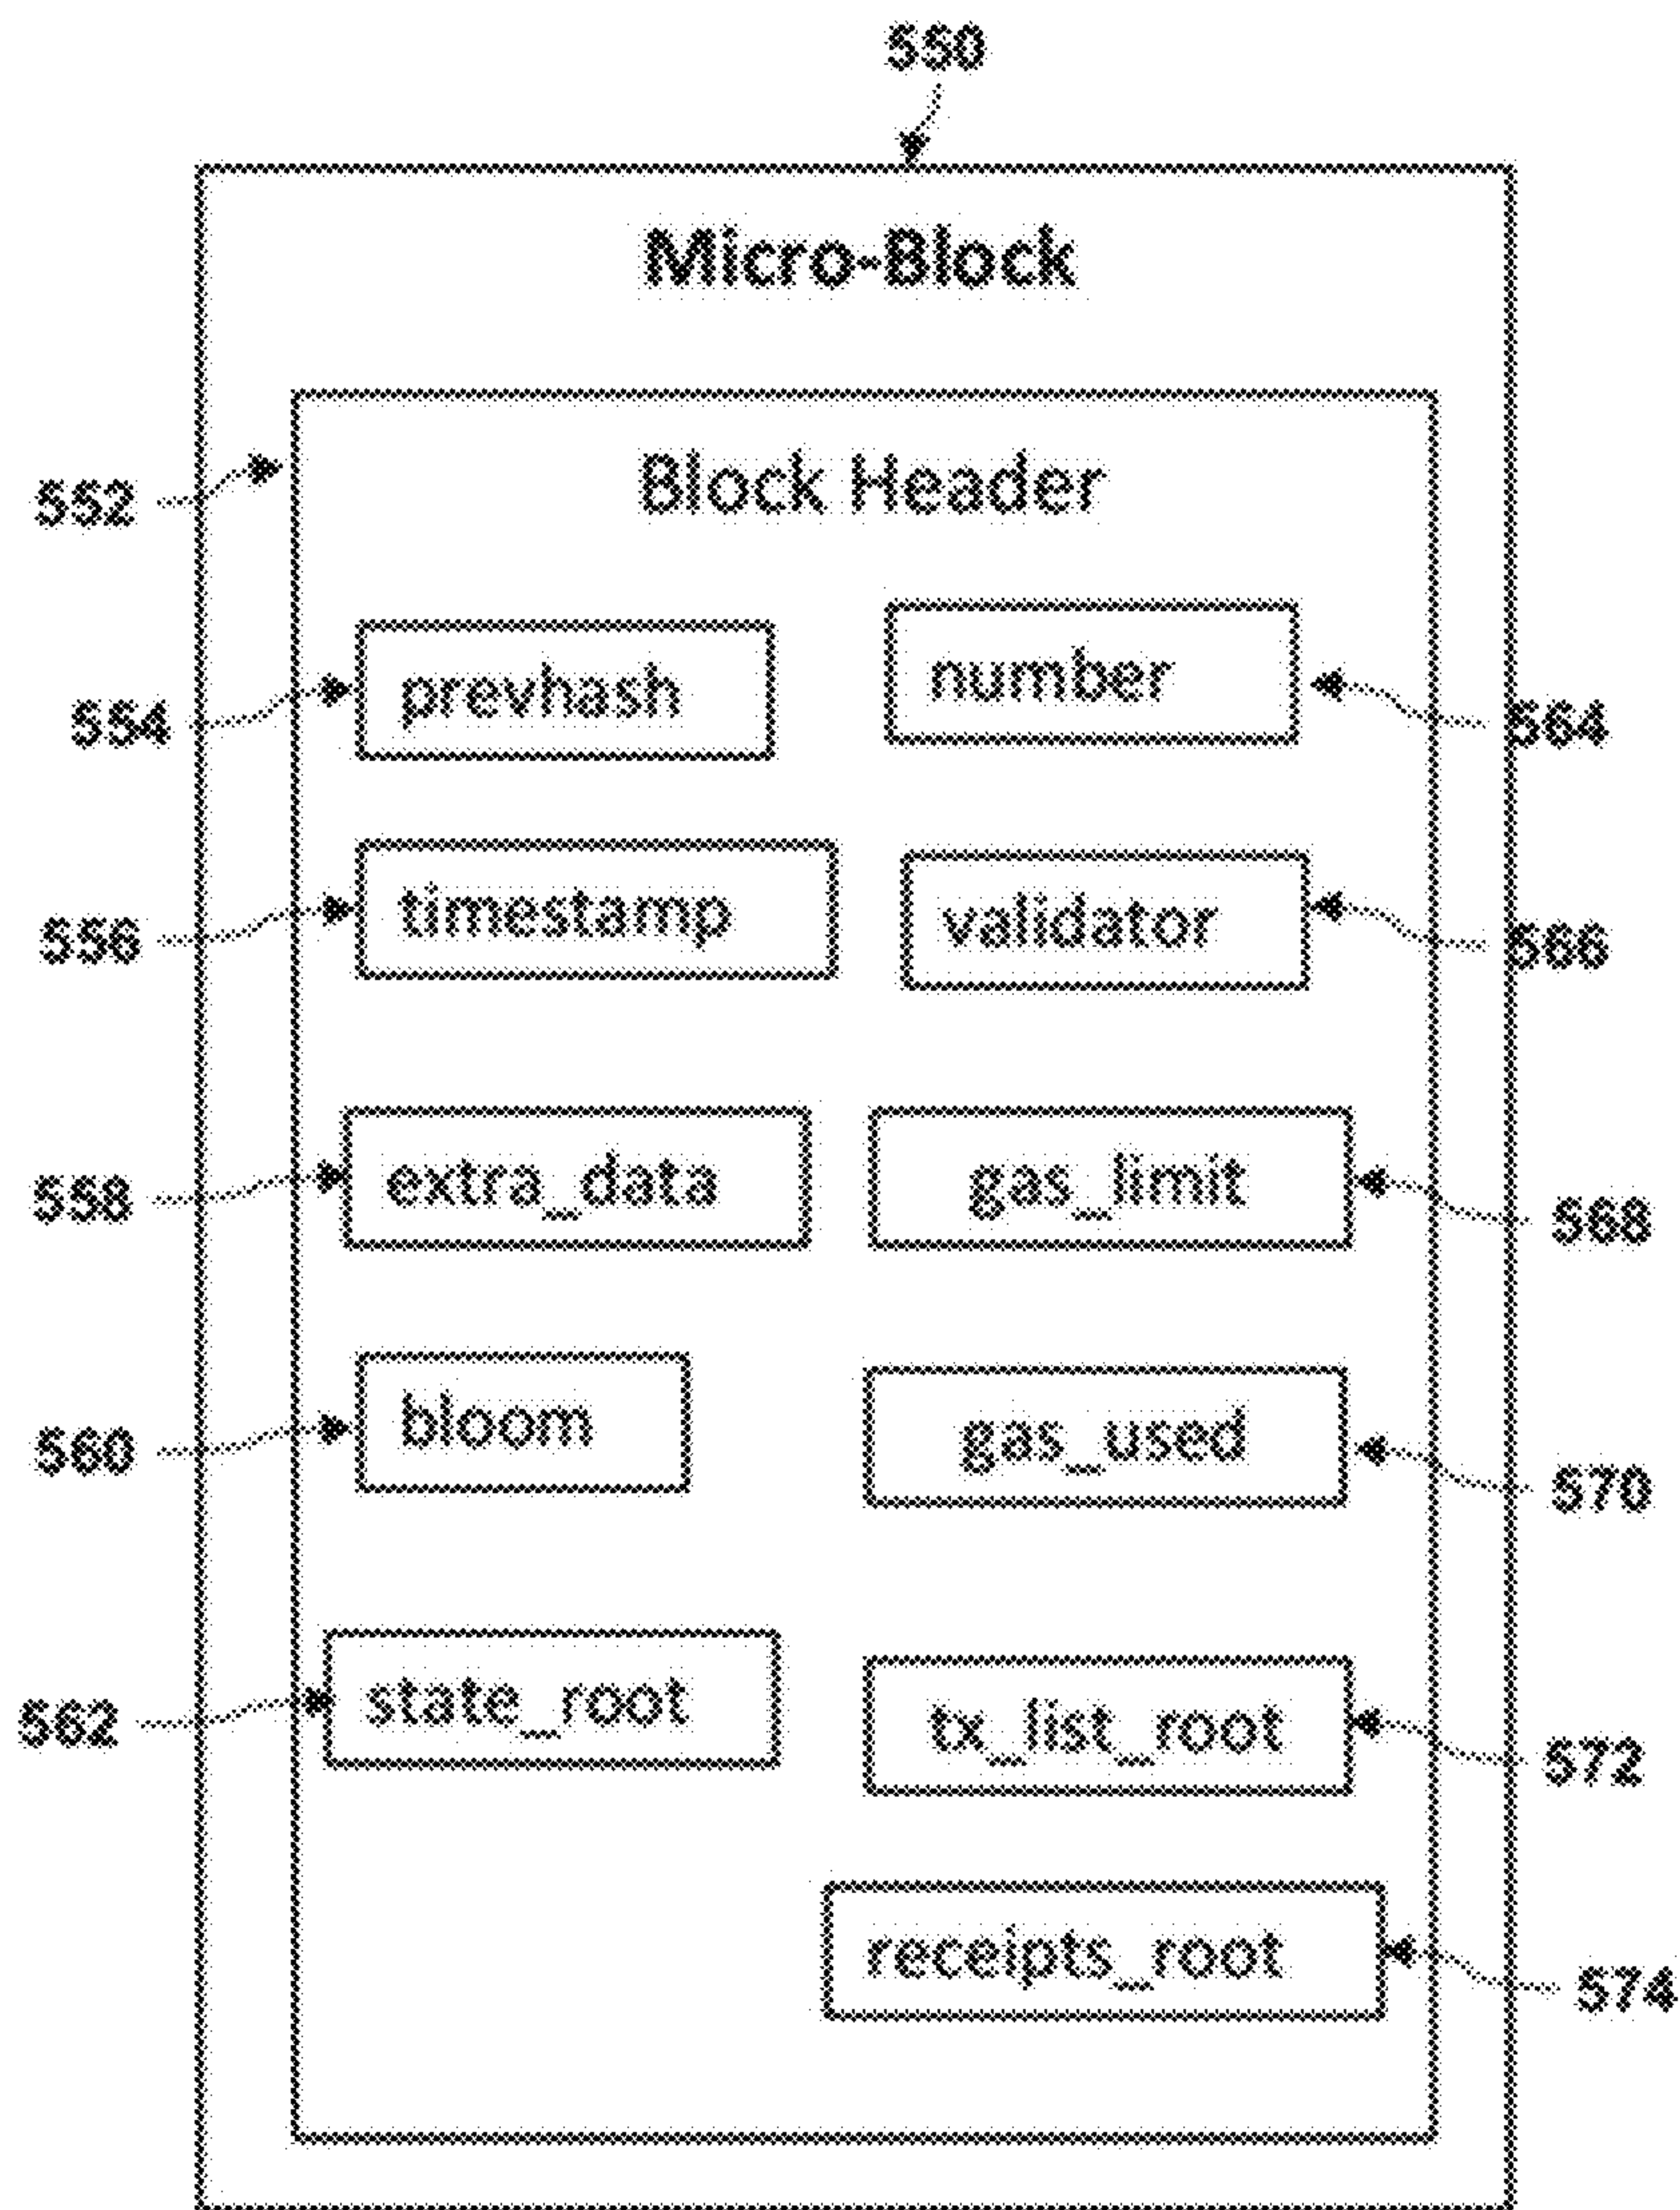 550
Micro-Block
552
Block Header
554
prevhash
number
564
556
timestamp
validator
566
558
extra_data
gas_limit
568
560
bloom
gas_used
570
562
state_root
tx_list_root
572
receipts_root
574